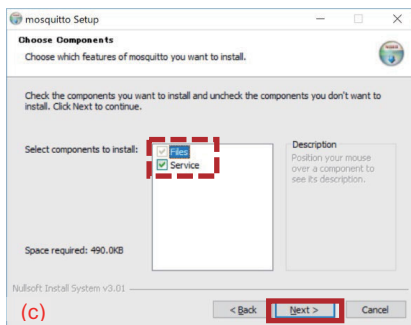 mosquitto Setup
Choose Components
Choose which features of mosquitto you want to install.
Check the components you want to install and uncheck the components you don't want to
install. Click Next to continue.
Select components to install:
Files
Service
Description
Position your mouse
over a component to
see its description.
Space required: 490.0KB
Nullsoft Install System v3.01
(c)
< Back
Next >
Cancel